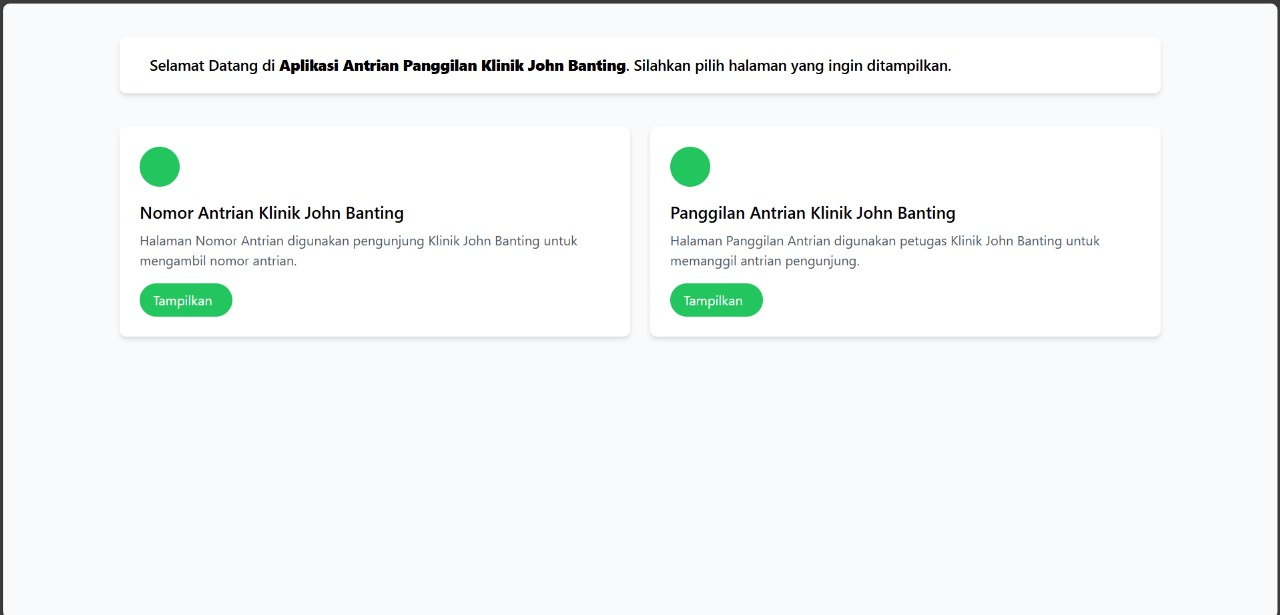 Selamat Datang di Aplikasi Antrian Panggilan Klinik John Banting. Silahkan pilih halaman yang ingin ditampilkan.
Nomor Antrian Klinik John Banting
Halaman Nomor Antrian digunakan pengunjung Klinik John Banting untuk
mengambil nomor antrian.
Tampilkan
Panggilan Antrian Klinik John Banting
Halaman Panggilan Antrian digunakan petugas Klinik John Banting untuk
memanggil antrian pengunjung.
Tampilkan